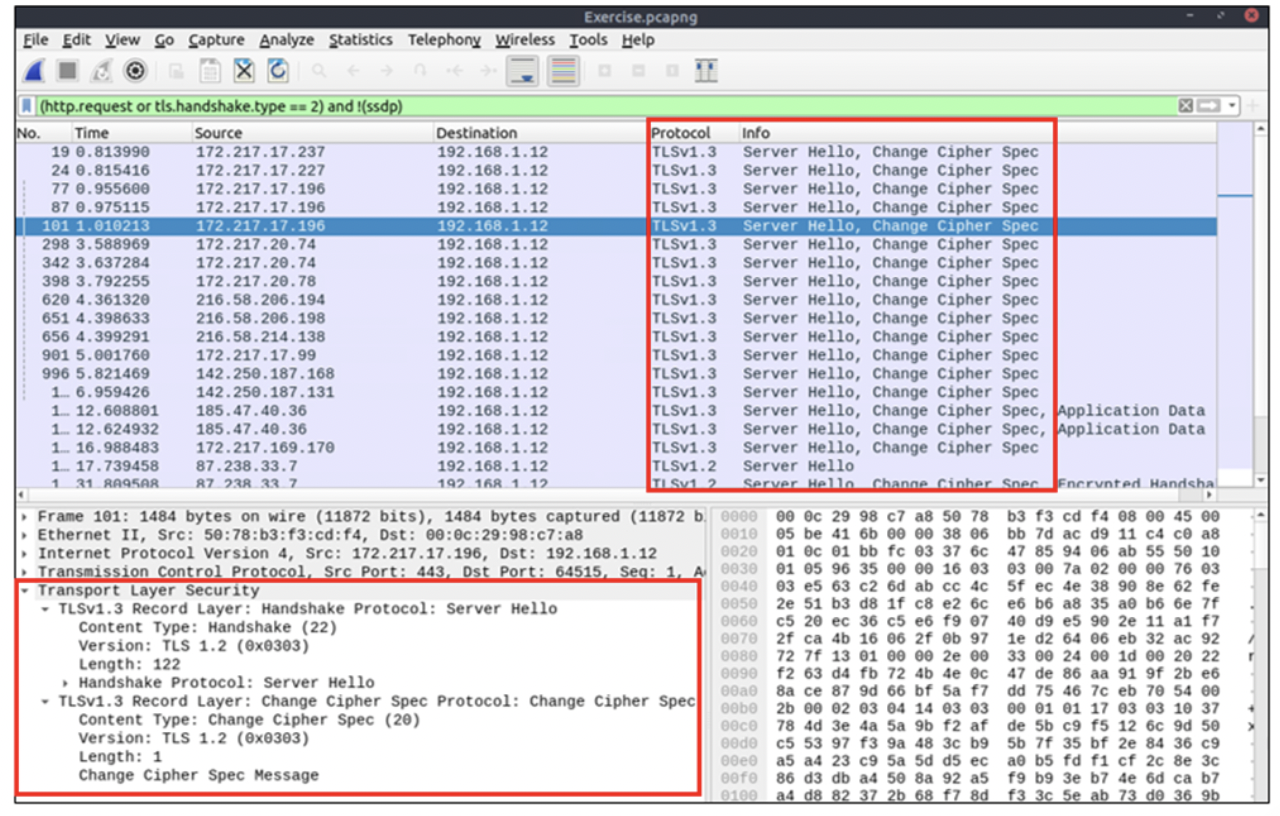 Exercise.pcapng
File Edit View Go Capture Analyze Statistics Telephony Wireless Tools Help
(http.request or tls.handshake.type == 2) and !(ssdp)
No. Time Source Destination Protocol Info
19 0.813990 172.217.17.237 192.168.1.12 TLSv1.3 Server Hello, Change Cipher Spec
24 0.815416 172.217.17.227 192.168.1.12 TLSv1.3 Server Hello, Change Cipher Spec
77 0.955600 172.217.17.196 192.168.1.12 TLSv1.3 Server Hello, Change Cipher Spec
87 0.975115 172.217.17.196 192.168.1.12 TLSv1.3 Server Hello, Change Cipher Spec
101 1.010213 172.217.17.196 192.168.1.12 TLSv1.3 Server Hello, Change Cipher Spec
298 3.588969 172.217.20.74 192.168.1.12 TLSv1.3 Server Hello, Change Cipher Spec
342 3.637284 172.217.20.74 192.168.1.12 TLSv1.3 Server Hello, Change Cipher Spec
398 3.792255 172.217.20.78 192.168.1.12 TLSv1.3 Server Hello, Change Cipher Spec
620 4.361320 216.58.206.194 192.168.1.12 TLSv1.3 Server Hello, Change Cipher Spec
651 4.398633 216.58.206.198 192.168.1.12 TLSv1.3 Server Hello, Change Cipher Spec
656 4.399291 216.58.214.138 192.168.1.12 TLSv1.3 Server Hello, Change Cipher Spec
901 5.001760 172.217.17.99 192.168.1.12 TLSv1.3 Server Hello, Change Cipher Spec
996 5.821469 142.250.187.168 192.168.1.12 TLSv1.3 Server Hello, Change Cipher Spec
1… 6.959426 142.250.187.131 192.168.1.12 TLSv1.3 Server Hello, Change Cipher Spec
1… 12.608801 185.47.40.36 192.168.1.12 TLSv1.3 Server Hello, Change Cipher Spec, Application Data
1… 12.624932 185.47.40.36 192.168.1.12 TLSv1.3 Server Hello, Change Cipher Spec, Application Data
1… 16.988483 172.217.169.170 192.168.1.12 TLSv1.3 Server Hello, Change Cipher Spec
1… 17.739458 87.238.33.7 192.168.1.12 TLSv1.2 Server Hello
1 31.809508 87.238.33.7 192.168.1.12 TLSv1.2 Server Hello Change Cipher Spec Encrypted Handsha
Frame 101: 1484 bytes on wire (11872 bits), 1484 bytes captured (11872 b
Ethernet II, Src: 50:78:b3:f3:cd:f4, Dst: 00:0c:29:98:c7:a8
Internet Protocol Version 4, Src: 172.217.17.196, Dst: 192.168.1.12
Transmission Control Protocol, Src Port: 443, Dst Port: 64515, Seq: 1, A
Transport Layer Security
TLSv1.3 Record Layer: Handshake Protocol: Server Hello
Content Type: Handshake (22)
Version: TLS 1.2 (0x0303)
Length: 122
Handshake Protocol: Server Hello
TLSv1.3 Record Layer: Change Cipher Spec Protocol: Change Cipher Spec
Content Type: Change Cipher Spec (20)
Version: TLS 1.2 (0x0303)
Length: 1
Change Cipher Spec Message
0000 00 0c 29 98 c7 a8 50 78 b3 f3 cd f4 08 00 45 00
0010 05 be 41 6b 00 00 38 06 bb 7d ac d9 11 c4 c0 a8
0020 01 0c 01 bb fc 03 37 6c 47 85 94 06 ab 55 50 10
0030 01 05 96 35 00 00 16 03 03 00 7a 02 00 00 76 03
0040 03 e5 63 c2 6d ab cc 4c 5f ec 4e 38 90 8e 62 fe
0050 2e 51 b3 d8 1f c8 e2 6c e6 b6 a8 35 a0 b6 6e 7f
0060 c5 20 ec 36 c5 e6 f9 07 40 d9 e5 90 2e 11 a1 f7
0070 2f ca 4b 16 06 2f 0b 97 1e d2 64 06 eb 32 ac 92
0080 72 7f 13 01 00 00 2e 00 33 00 24 00 1d 00 20 22
0090 f2 63 d4 fb 72 4b 4e 0c 47 de 86 aa 91 9f 2b e6
00a0 8a ce 87 9d 66 bf 5a f7 dd 75 46 7c eb 70 54 00
00b0 2b 00 02 03 04 14 03 03 00 01 01 17 03 03 10 37
00c0 78 4d 3e 4a 5a 9b f2 af de 5b c9 f5 12 6c 9d 50
00d0 c5 53 97 f3 9a 48 3c b9 5b 7f 35 bf 2e 84 36 c9
00e0 a5 a4 23 c9 5a 5d d5 ec a0 b5 fd f1 cf 2c 8e 3c
00f0 86 d3 db a4 50 8a 92 a5 f9 b9 3e b7 4e 6d ca b7
0100 a4 d8 82 37 2b 68 f7 8d f3 3c 5e ab 73 d0 36 9b